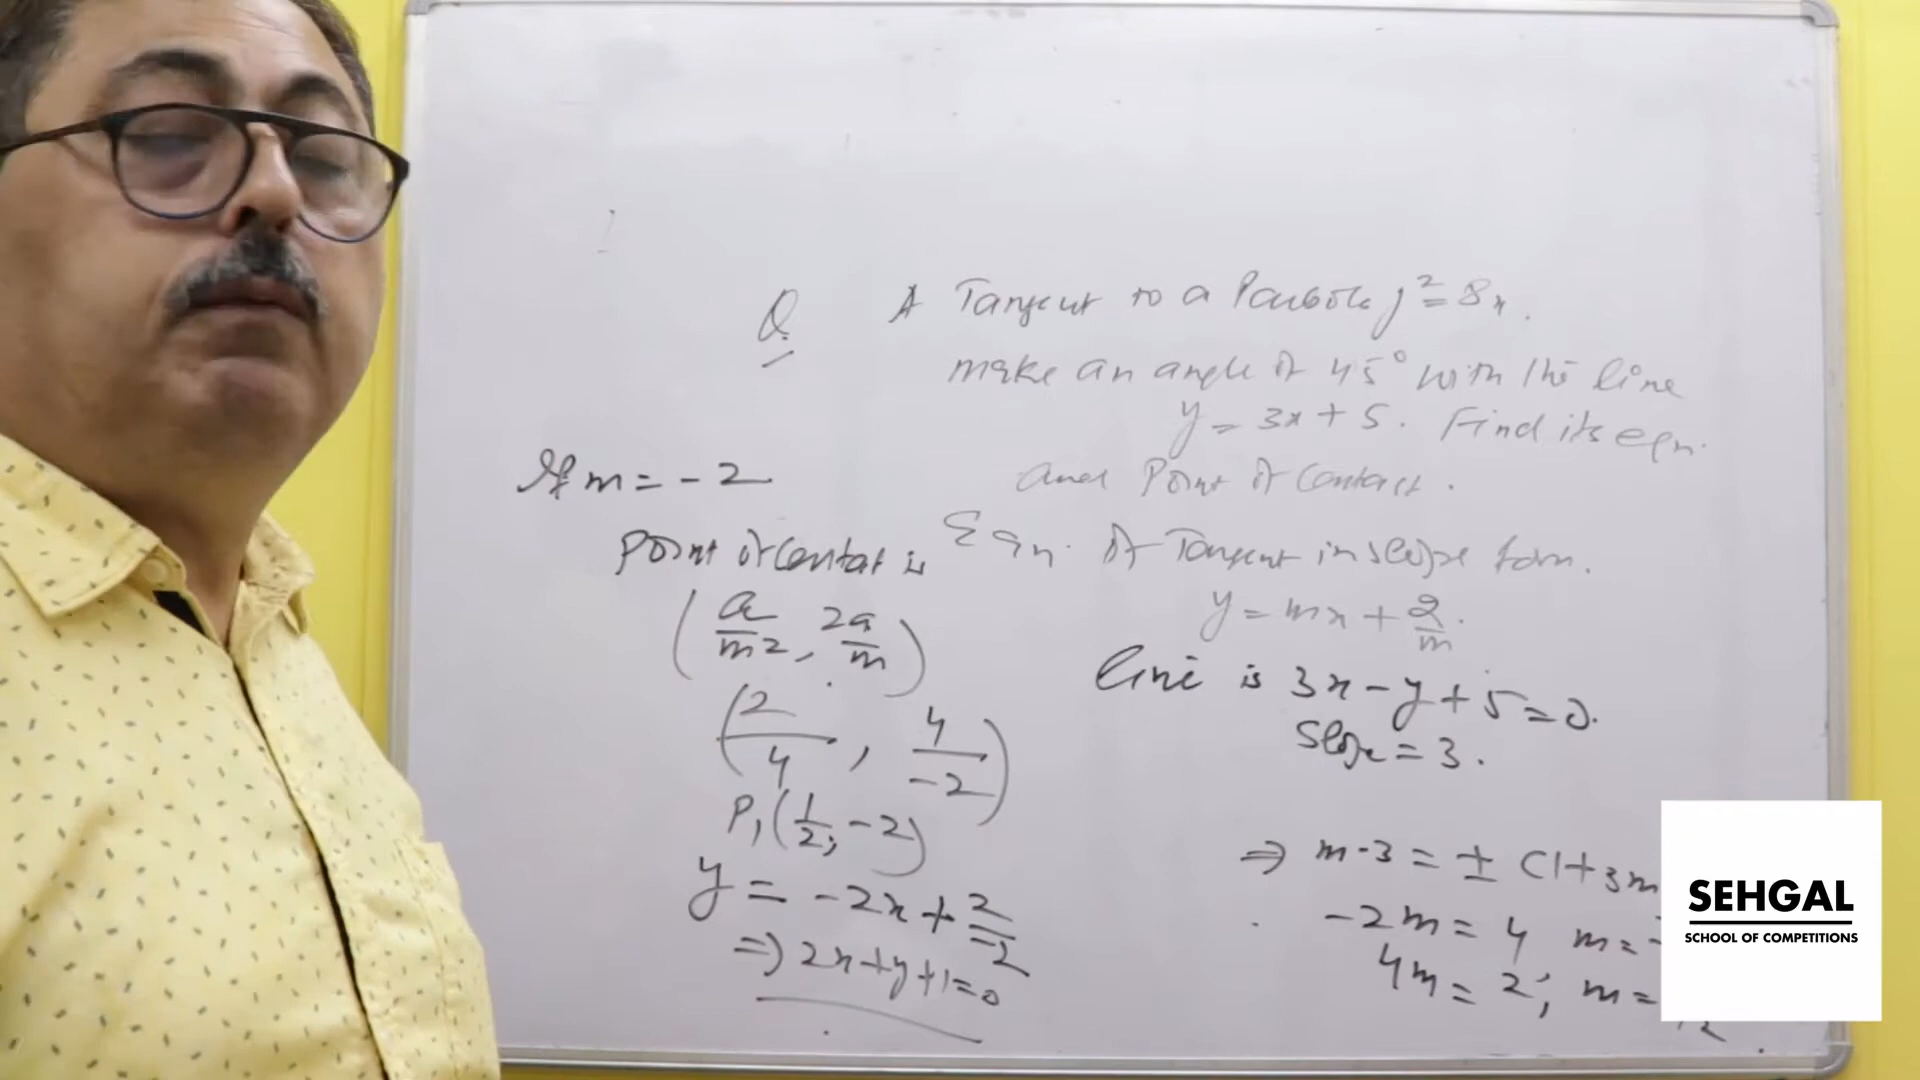 Q A Tangent to a Parabola y² = 8x.
make an angle of 45° with the line
y = 3x + 5. Find its eqn.
and Point of Contact.
Eqn. of Tangent in slope form.
y = mx + 2/m.
line is 3x - y + 5 = 0.
Slope = 3.
⇒ m - 3 = ± (1 + 3m
-2m = 4 m = -
4m = 2; m =
If m = -2
Point of Contat is
(a/m², 2a/m)
(2/4, 4/-2)
P₁(1/2, -2)
y = -2x + 2/-2
⇒) 2x + y + 1 = 0
SEHGAL
SCHOOL OF COMPETITIONS